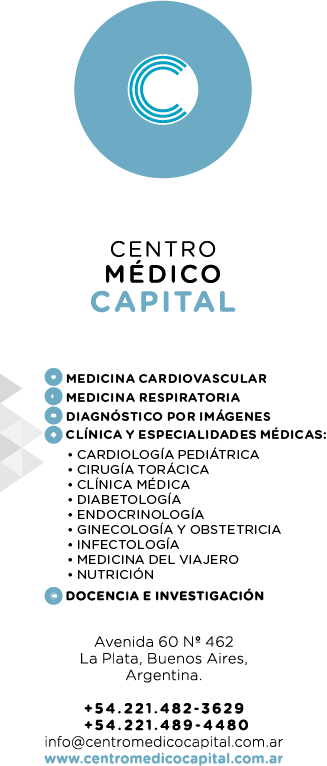 CENTRO
MÉDICO
CAPITAL
MEDICINA CARDIOVASCULAR
MEDICINA RESPIRATORIA
DIAGNÓSTICO POR IMÁGENES
CLÍNICA Y ESPECIALIDADES MÉDICAS:
• CARDIOLOGÍA PEDIÁTRICA
• CIRUGÍA TORÁCICA
• CLÍNICA MÉDICA
• DIABETOLOGÍA
• ENDOCRINOLOGÍA
• GINECOLOGÍA Y OBSTETRICIA
• INFECTOLOGÍA
• MEDICINA DEL VIAJERO
• NUTRICIÓN
DOCENCIA E INVESTIGACIÓN
Avenida 60 Nº 462
La Plata, Buenos Aires,
Argentina.
+54.221.482-3629
+54.221.489-4480
info@centromedicocapital.com.ar
www.centromedicocapital.com.ar